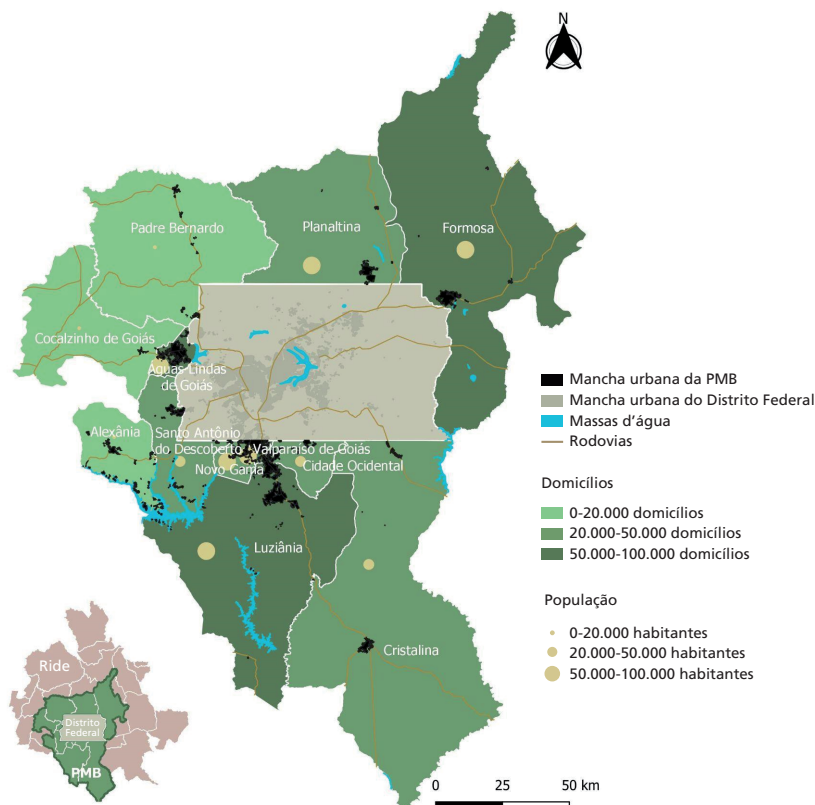 N
Padre Bernardo
Planaltina
Formosa
Cocalzinho de Goiás
Águas Lindas
de Goiás
Alexânia
Santo Antônio
do Descoberto
Novo Gama
Valparaíso de Goiás
Cidade Ocidental
Luziânia
Cristalina
Mancha urbana da PMB
Mancha urbana do Distrito Federal
Massas d'água
Rodovias
Domicílios
0-20.000 domicílios
20.000-50.000 domicílios
50.000-100.000 domicílios
População
0-20.000 habitantes
20.000-50.000 habitantes
50.000-100.000 habitantes
Ride
Distrito
Federal
PMB
0 25 50 km